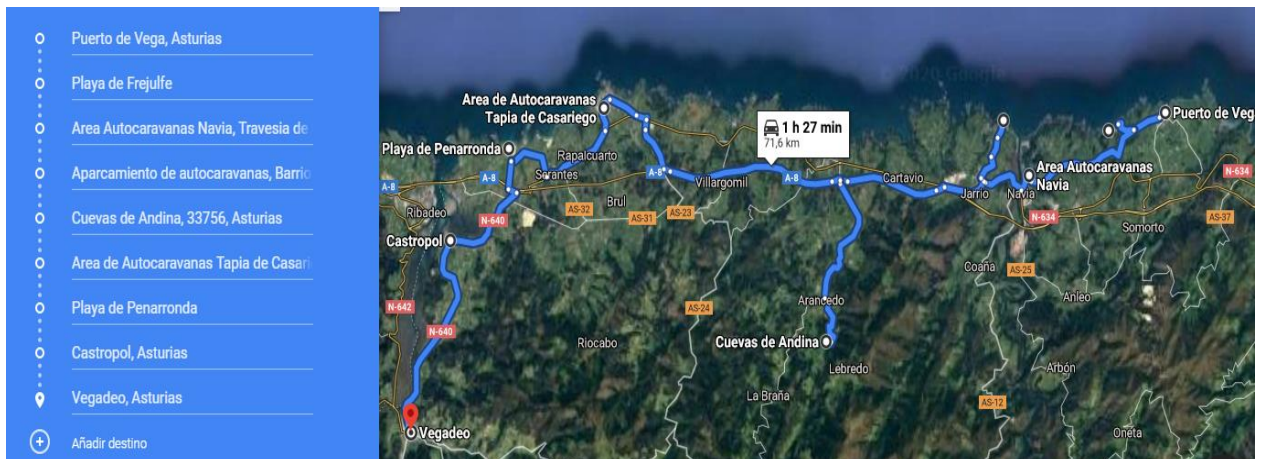 Puerto de Vega, Asturias
Playa de Frejulfe
Area Autocaravanas Navia, Travesia de
Aparcamiento de autocaravanas, Barrio
Cuevas de Andina, 33756, Asturias
Area de Autocaravanas Tapia de Casari
Playa de Penarronda
Castropol, Asturias
Vegadeo, Asturias
Añadir destino
© 2020 Google
Area de Autocaravanas
Tapia de Casariego
1 h 27 min
71,6 km
Puerto de Veg
Playa de Penarronda
Rapalcuarto
Serantes
A-8
A-8
A-8
A-8
Villargomil
Cartavio
Area Autocaravanas
Navia
Jarrio
Navia
N-634
N-634
Ribadeo
Brul
AS-32
AS-31
AS-23
N-640
AS-37
Somorto
Castropol
Coaña
AS-25
Anleo
N-642
AS-24
Arancedo
N-640
Riocabo
Cuevas de Andina
Lebredo
Arbón
La Braña
AS-12
Vegadeo
Oneta